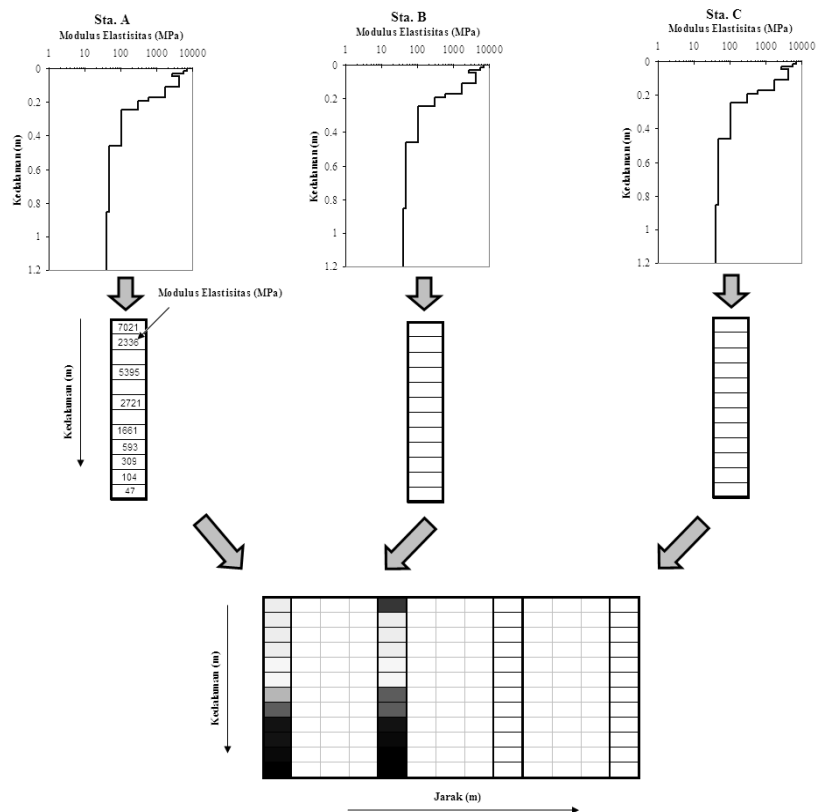 Sta. A
Modulus Elastisitas (MPa)
1 10 100 1000 10000
0
0.2
0.4
0.6
0.8
1
1.2
Kedalaman (m)
Sta. B
Modulus Elastisitas (MPa)
1 10 100 1000 10000
0
0.2
0.4
0.6
0.8
1
1.2
Kedalaman (m)
Sta. C
Modulus Elastisitas (MPa)
1 10 100 1000 10000
0
0.2
0.4
0.6
0.8
1
1.2
Kedalaman (m)
Modulus Elastisitas (MPa)
Kedalaman (m)
7021
2336
5395
2721
1661
593
309
104
47
Kedalaman (m)
Jarak (m)